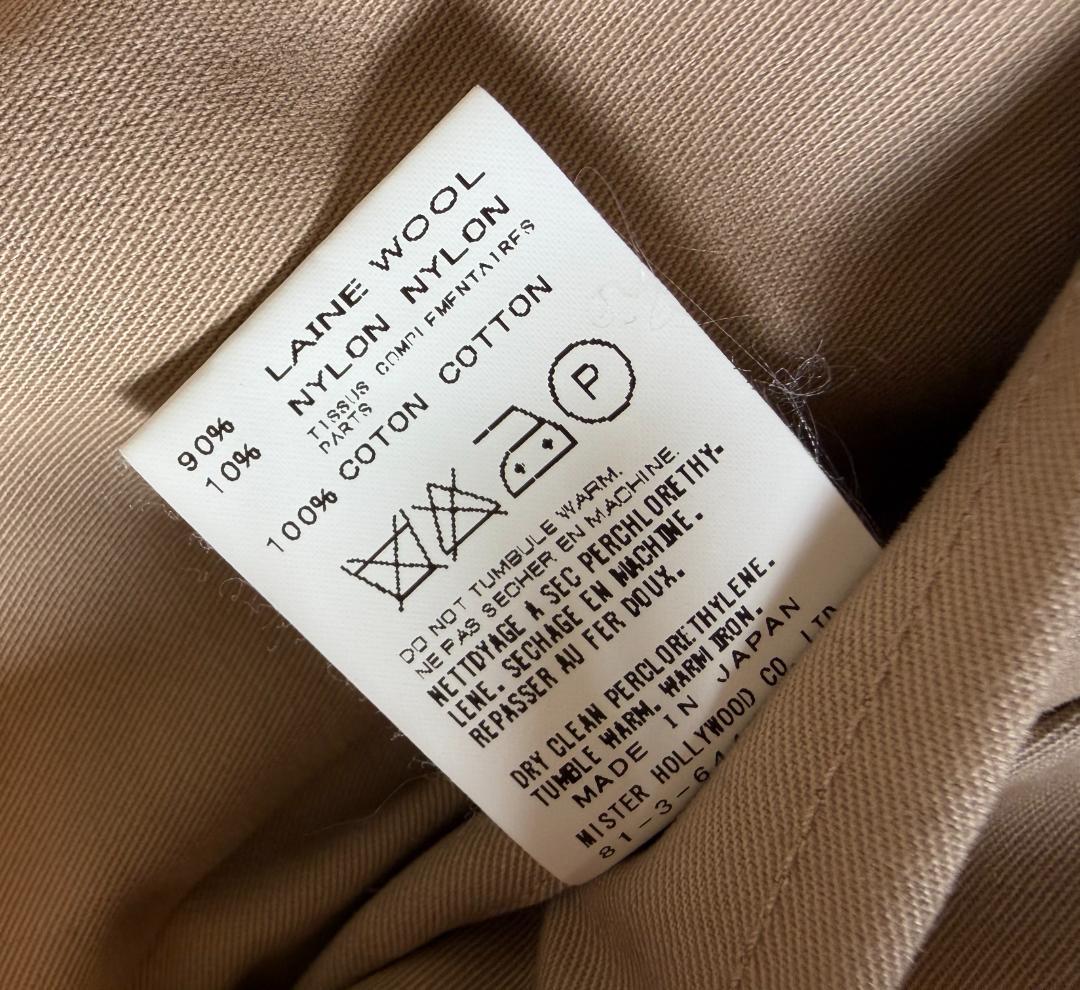 90% LAINE WOOL
10% NYLON NYLON
TISSUS COMPLEMENTAIRES
PARTS
100% COTON COTTON
P
DO NOT TUMBULE WARM.
NE PAS SECHER EN MACHINE.
NETTOYAGE À SEC PERCHLORETHY.
LENE. SECHAGE EN MACHINE.
REPASSER AU FER DOUX.
DRY CLEAN PERCLORETHYLENE.
TUMBLE WARM. WARM IRON.
MADE IN JAPAN
MISTER HOLLYWOOD CO. LTD
81-3-64